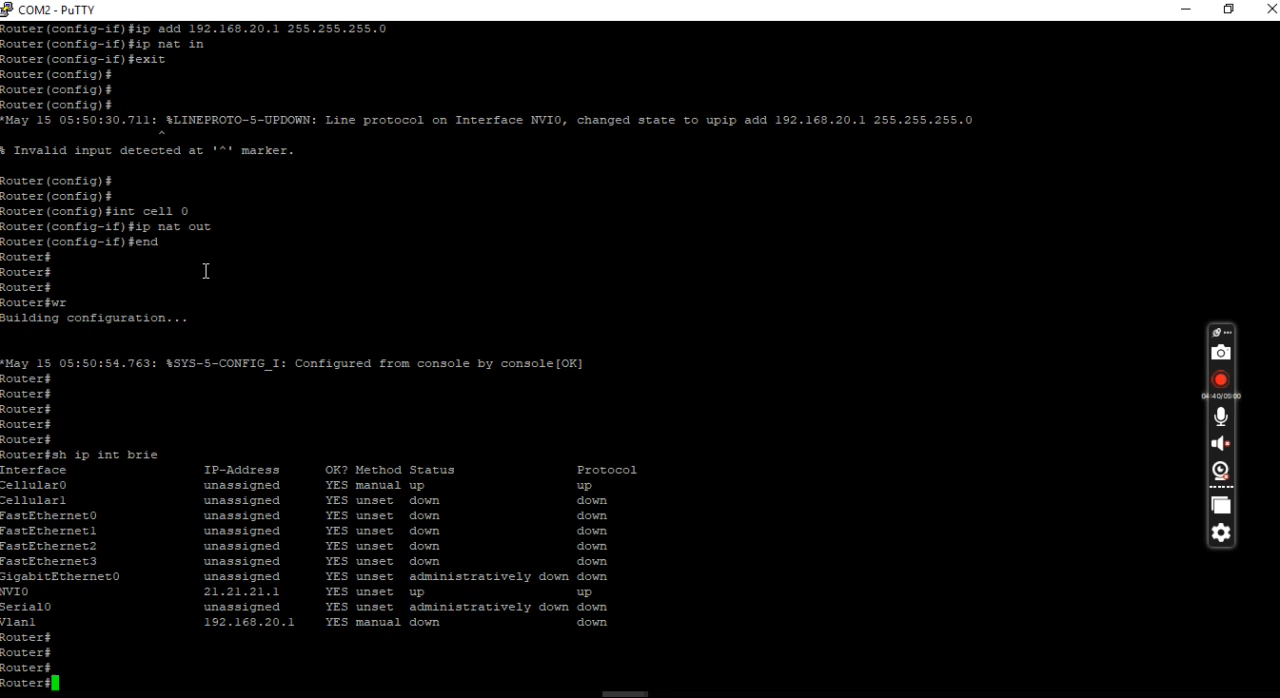 COM2 - PuTTY
Router(config-if)#ip add 192.168.20.1 255.255.255.0
Router(config-if)#ip nat in
Router(config-if)#exit
Router(config)#
Router(config)#
Router(config)#
*May 15 05:50:30.711: %LINEPROTO-5-UPDOWN: Line protocol on Interface NVI0, changed state to upip add 192.168.20.1 255.255.255.0
^
% Invalid input detected at '^' marker.
Router(config)#
Router(config)#
Router(config)#int cell 0
Router(config-if)#ip nat out
Router(config-if)#end
Router#
Router#
Router#
Router#wr
Building configuration...
*May 15 05:50:54.763: %SYS-5-CONFIG_I: Configured from console by console[OK]
Router#
Router#
Router#
Router#
Router#
Router#sh ip int brie
Interface IP-Address OK? Method Status Protocol
Cellular0 unassigned YES manual up up
Cellular1 unassigned YES unset down down
FastEthernet0 unassigned YES unset down down
FastEthernet1 unassigned YES unset down down
FastEthernet2 unassigned YES unset down down
FastEthernet3 unassigned YES unset down down
GigabitEthernet0 unassigned YES unset administratively down down
NVI0 21.21.21.1 YES unset up up
Serial0 unassigned YES unset administratively down down
Vlan1 192.168.20.1 YES manual down down
Router#
Router#
Router#
Router#
04:40/05:00